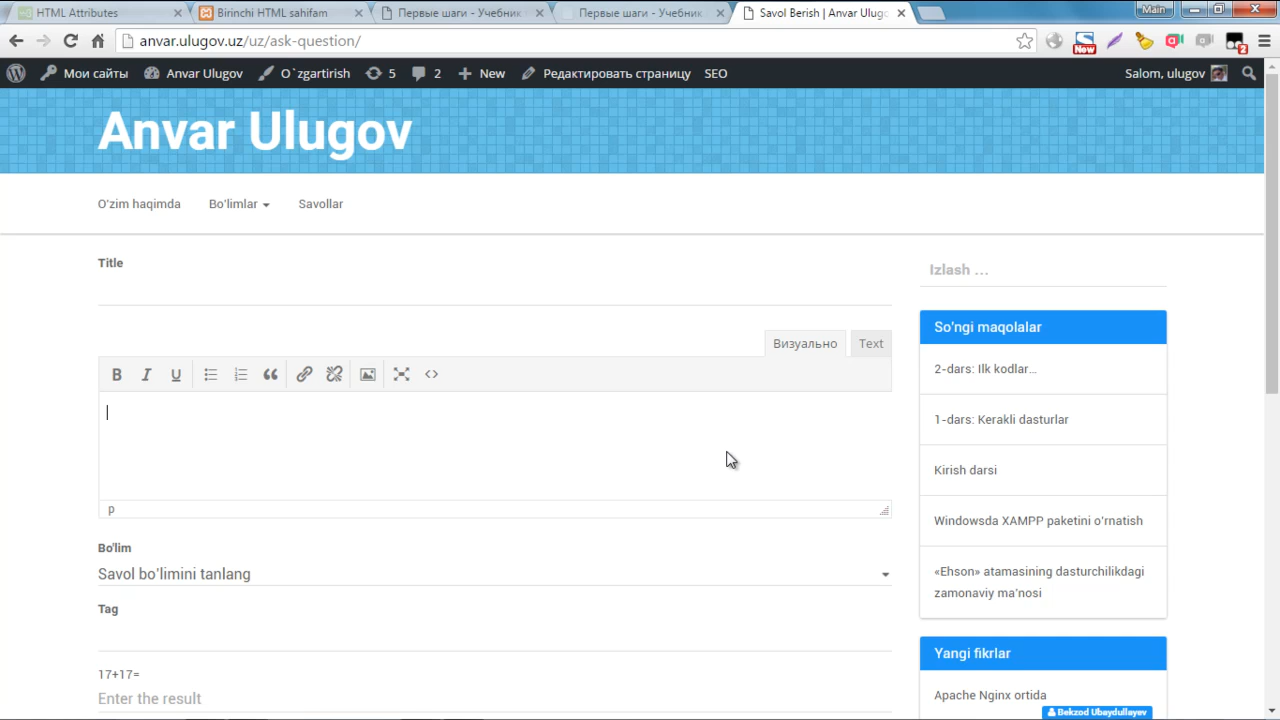 HTML Attributes
Birinchi HTML sahifam
Первые шаги - Учебник
Первые шаги - Учебник
Savol Berish | Anvar Ulugo
Main
anvar.ulugov.uz/uz/ask-question/
New
2
Мои сайты
Anvar Ulugov
O`zgartirish
5
2
New
Редактировать страницу
SEO
Salom, ulugov
Anvar Ulugov
O'zim haqimda
Bo'limlar
Savollar
Title
Визуально
Text
B
I
U
p
Bo'lim
Savol bo'limini tanlang
Tag
17+17=
Enter the result
Izlash ...
So'ngi maqolalar
2-dars: Ilk kodlar...
1-dars: Kerakli dasturlar
Kirish darsi
Windowsda XAMPP paketini o'rnatish
«Ehson» atamasining dasturchilikdagi
zamonaviy ma'nosi
Yangi fikrlar
Apache Nginx ortida
Bekzod Ubaydullayev